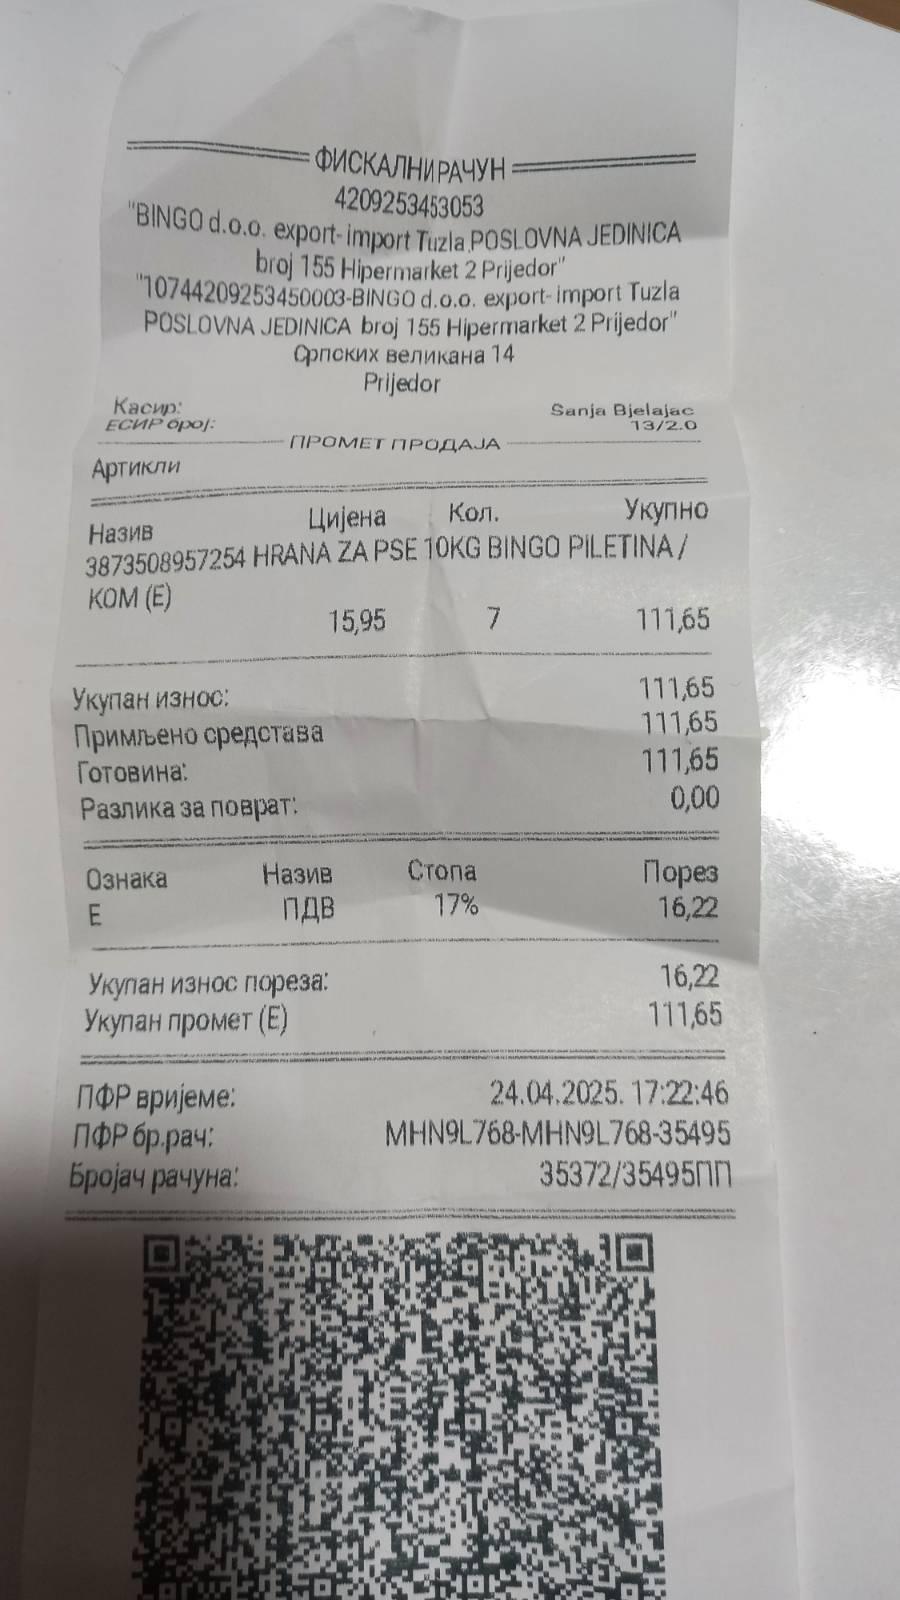 ФИСКАЛНИ РАЧУН
4209253453053
"BINGO d.o.o. export- import Tuzla POSLOVNA JEDINICA
broj 155 Hipermarket 2 Prijedor"
"10744209253450003-BINGO d.o.o. export- import Tuzla
POSLOVNA JEDINICA broj 155 Hipermarket 2 Prijedor"
Српских великана 14
Prijedor
Касир: Sanja Bjelajac
ЕСИР број: 13/2.0
ПРОМЕТ ПРОДАЈА
Артикли
Назив Цијена Кол. Укупно
3873508957254 HRANA ZA PSE 10KG BINGO PILETINA /
KOM (E)
15,95 7 111,65
Укупан износ: 111,65
Примљено средстава 111,65
Готовина: 111,65
Разлика за поврат: 0,00
Ознака Назив Стопа Порез
Е ПДВ 17% 16,22
Укупан износ пореза: 16,22
Укупан промет (Е) 111,65
ПФР вријеме: 24.04.2025. 17:22:46
ПФР бр.рач: MHN9L768-MHN9L768-35495
Бројач рачуна: 35372/35495ПП